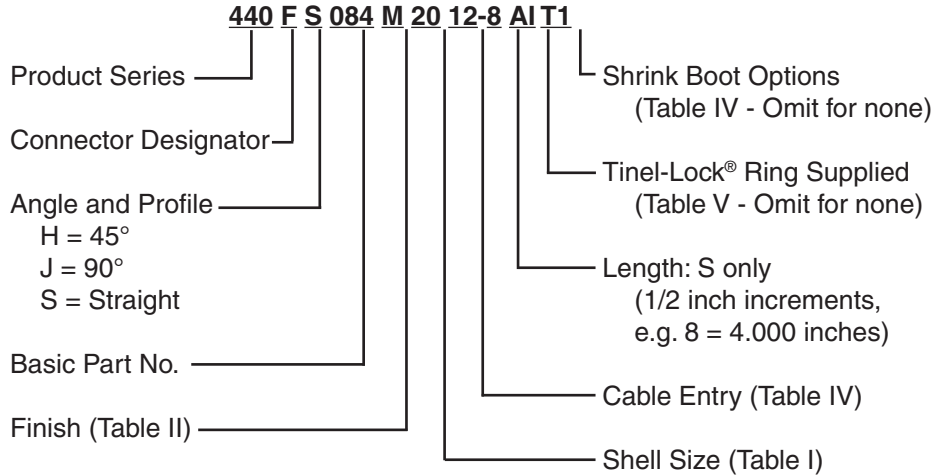 440 F S 084 M 20 12-8 AI T1
Product Series
Connector Designator
Angle and Profile
H = 45°
J = 90°
S = Straight
Basic Part No.
Finish (Table II)
Shrink Boot Options
(Table IV - Omit for none)
Tinel-Lock® Ring Supplied
(Table V - Omit for none)
Length: S only
(1/2 inch increments,
e.g. 8 = 4.000 inches)
Cable Entry (Table IV)
Shell Size (Table I)